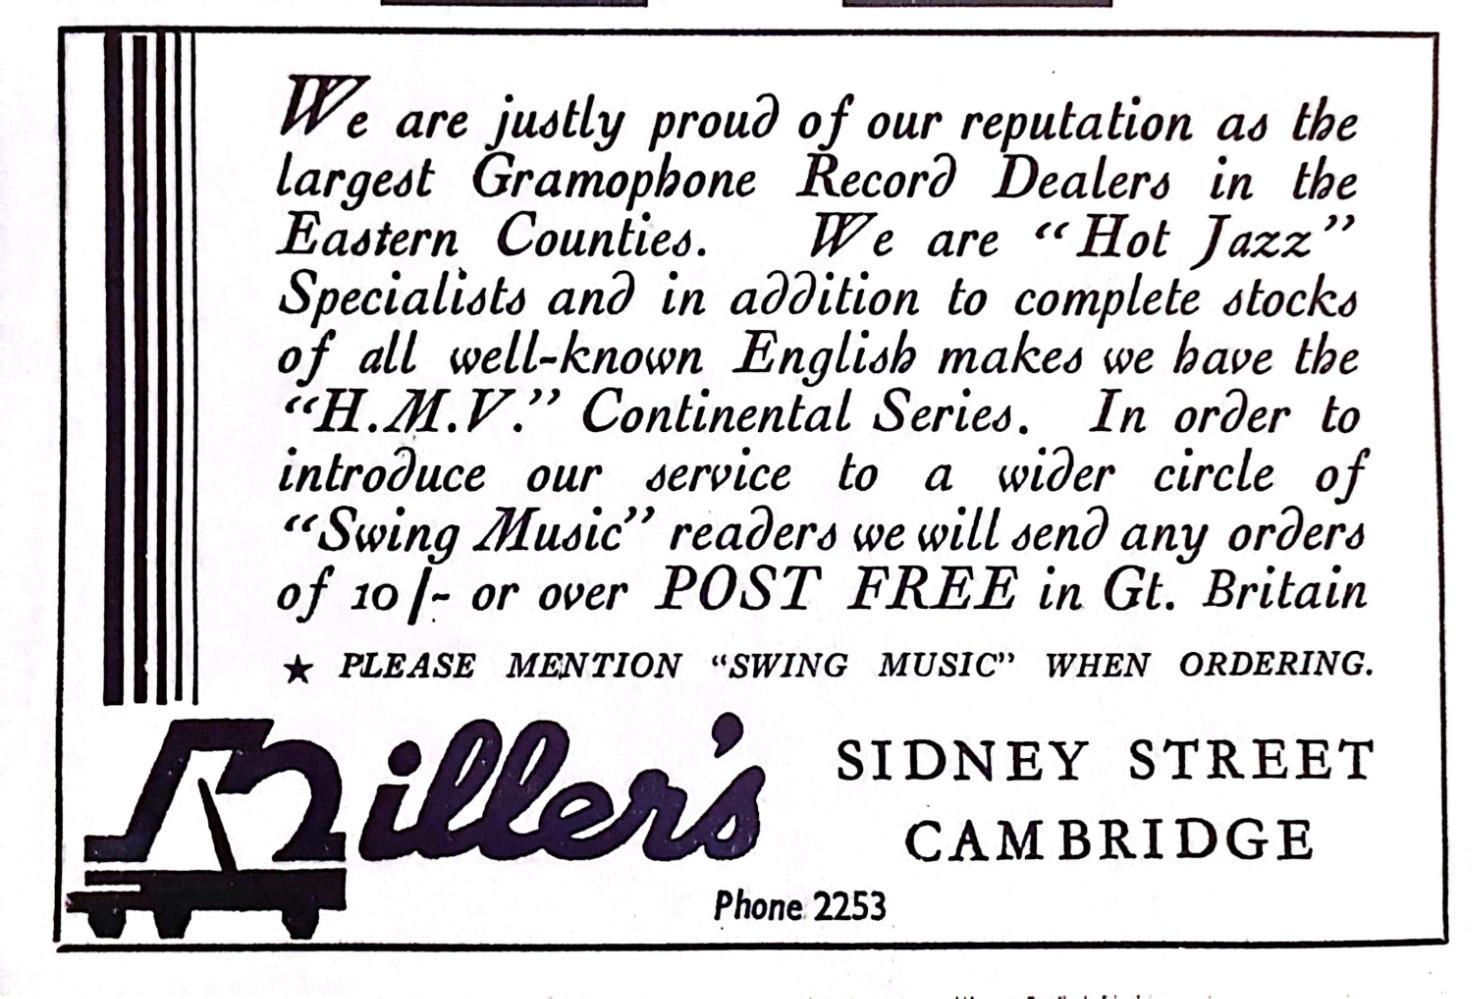 We are justly proud of our reputation as the
largest Gramophone Record Dealers in the
Eastern Counties. We are “Hot Jazz”
Specialists and in addition to complete stocks
of all well-known English makes we have the
“H.M.V.” Continental Series. In order to
introduce our service to a wider circle of
“Swing Music” readers we will send any orders
of 10/- or over POST FREE in Gt. Britain
★ PLEASE MENTION “SWING MUSIC” WHEN ORDERING.
Miller's
SIDNEY STREET
CAMBRIDGE
Phone 2253